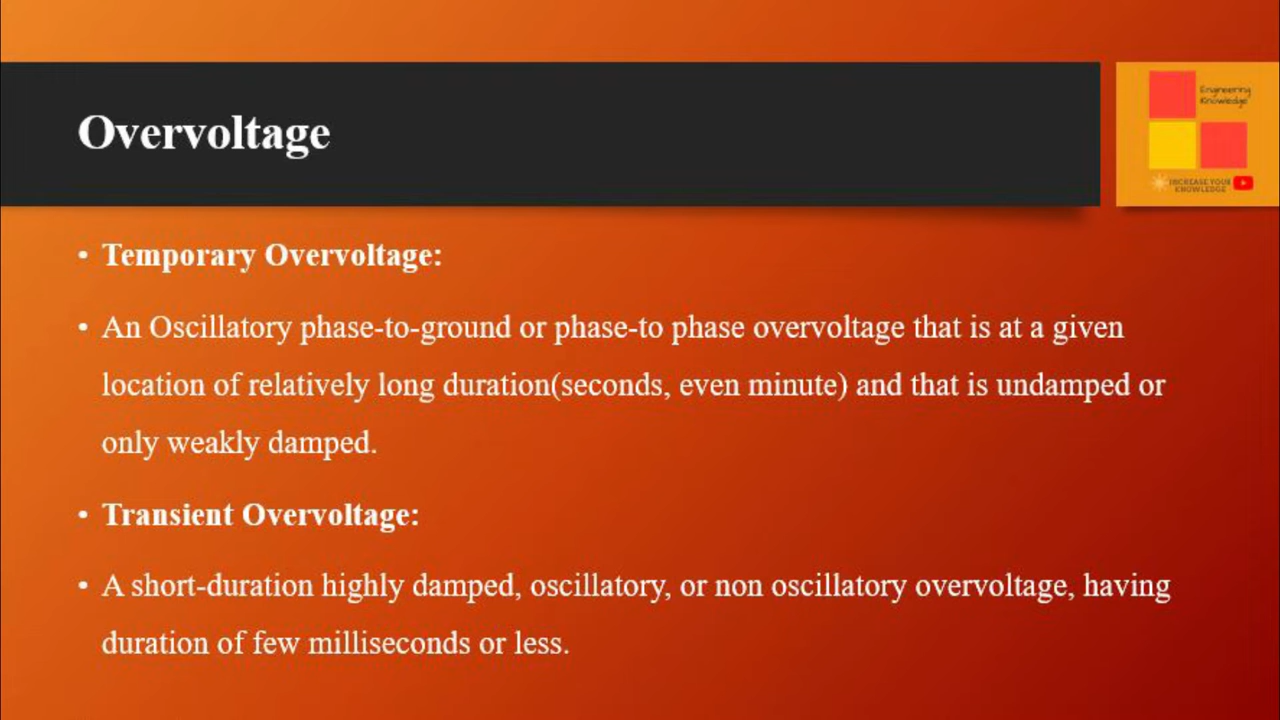 Overvoltage
Engineering
Knowledge
INCREASE YOUR
KNOWLEDGE
• Temporary Overvoltage:
• An Oscillatory phase-to-ground or phase-to phase overvoltage that is at a given
location of relatively long duration(seconds, even minute) and that is undamped or
only weakly damped.
• Transient Overvoltage:
• A short-duration highly damped, oscillatory, or non oscillatory overvoltage, having
duration of few milliseconds or less.